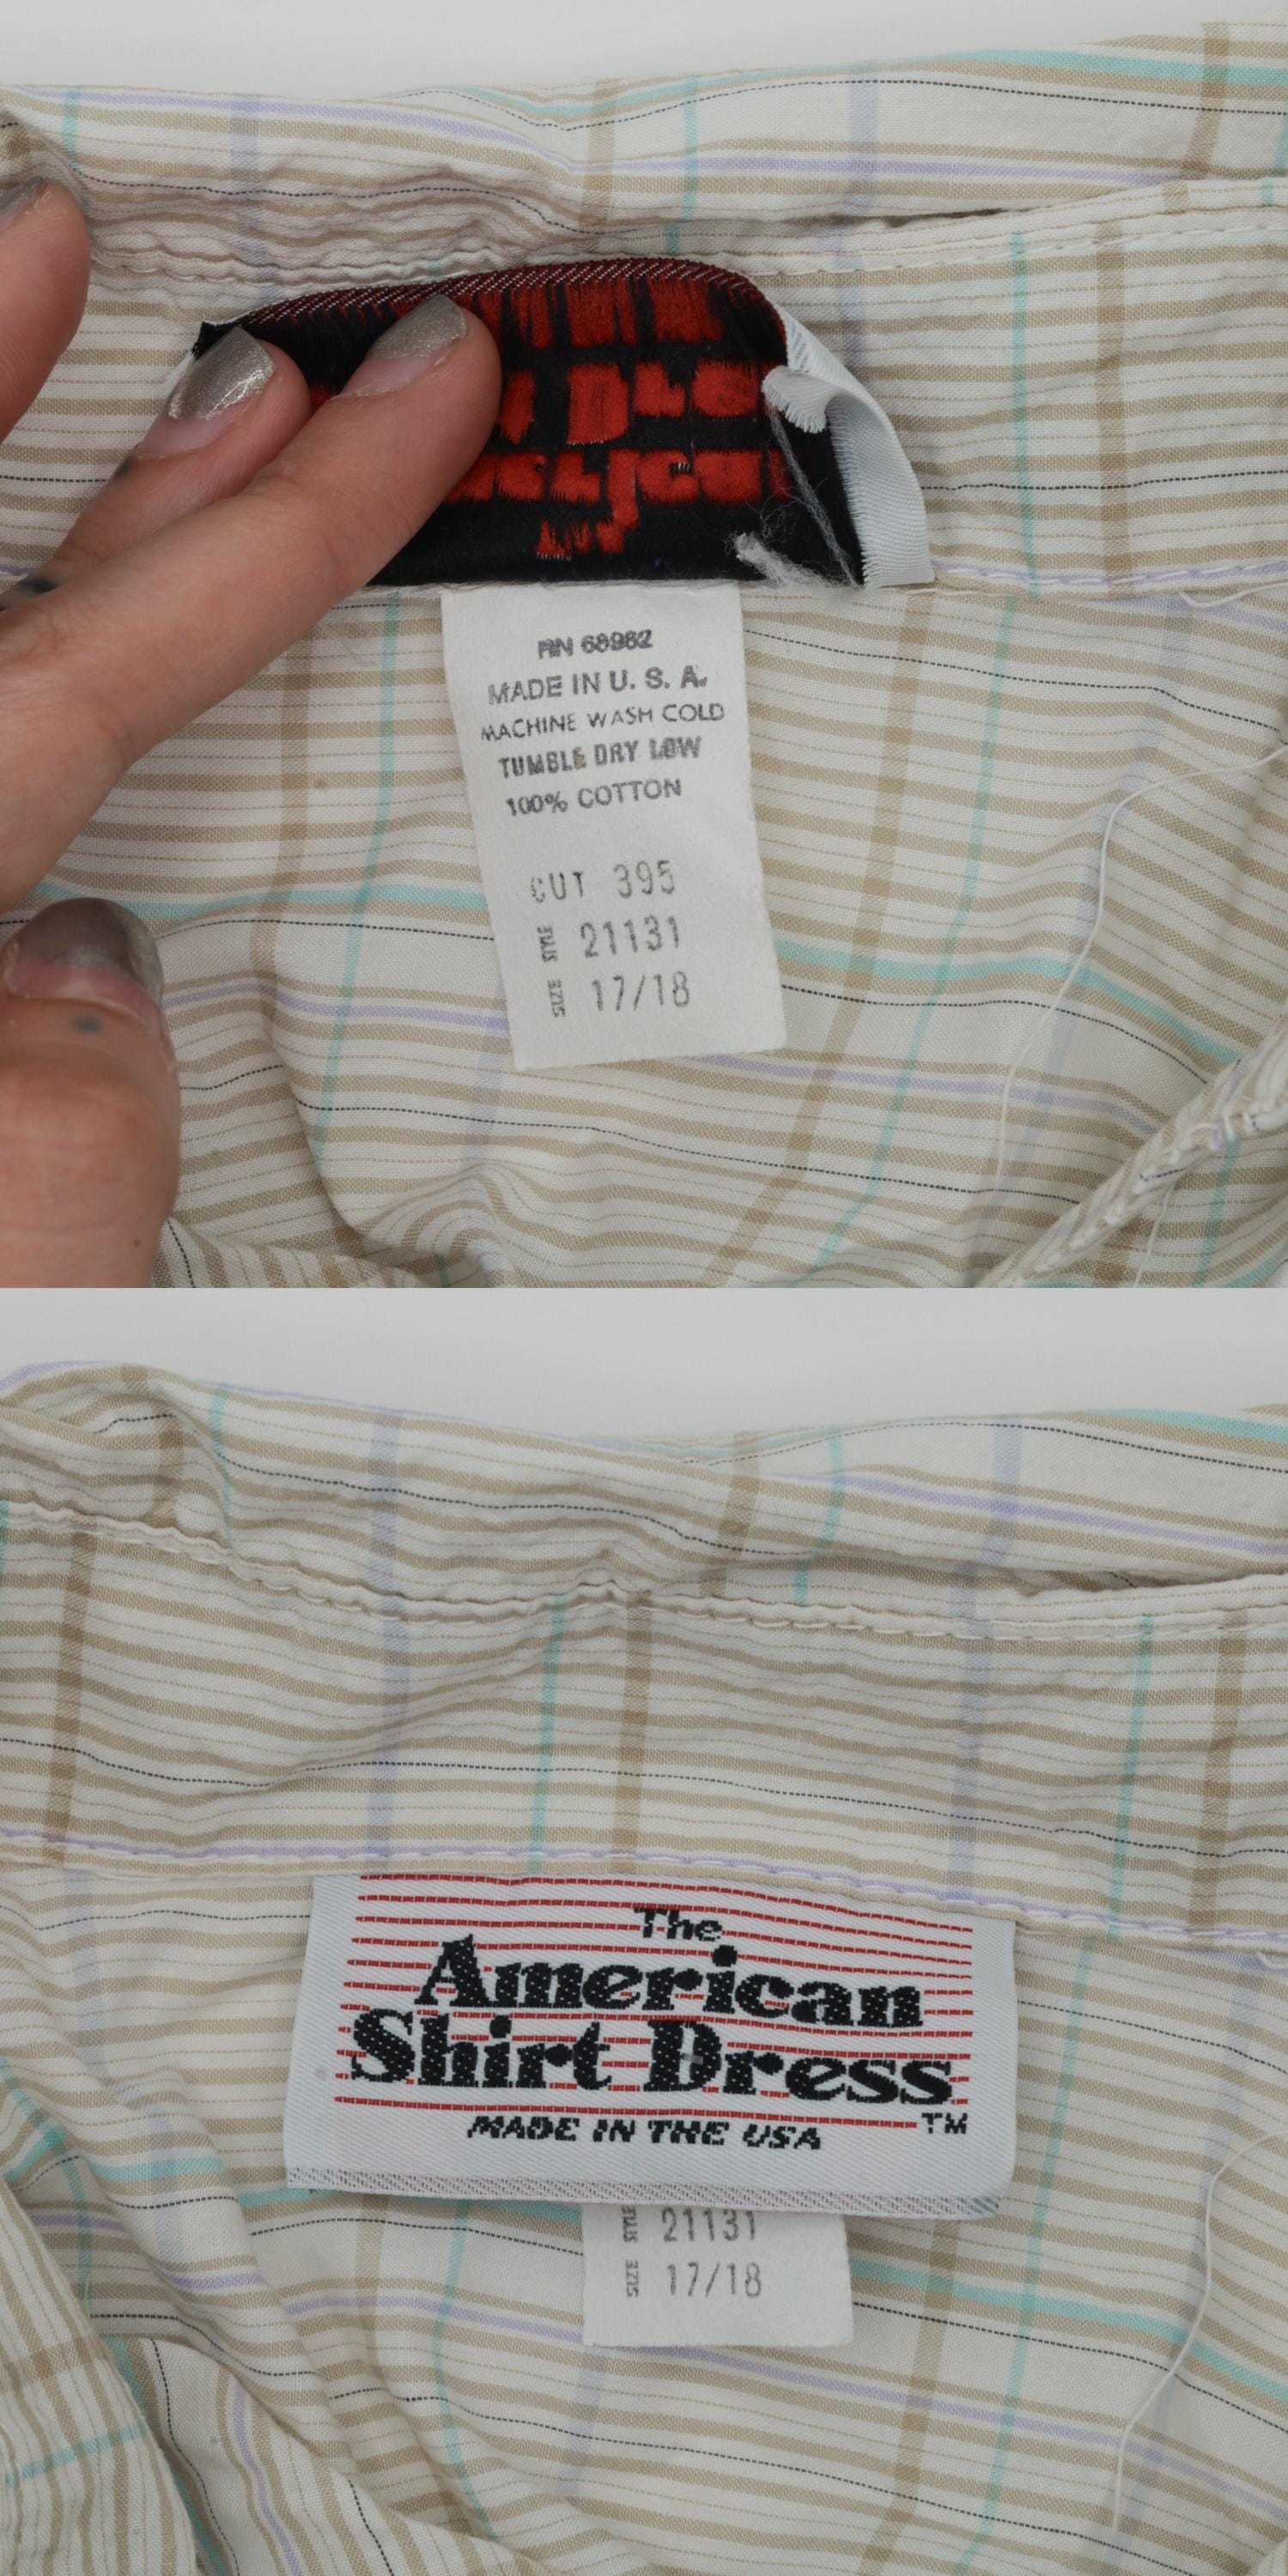 RN 68982
MADE IN U. S. A.
MACHINE WASH COLD
TUMBLE DRY LOW
100% COTTON
CUT 395
STYLE 21131
SIZE 17/18
The
American
Shirt Dress
TM
MADE IN THE USA
STYLE 21131
SIZE 17/18